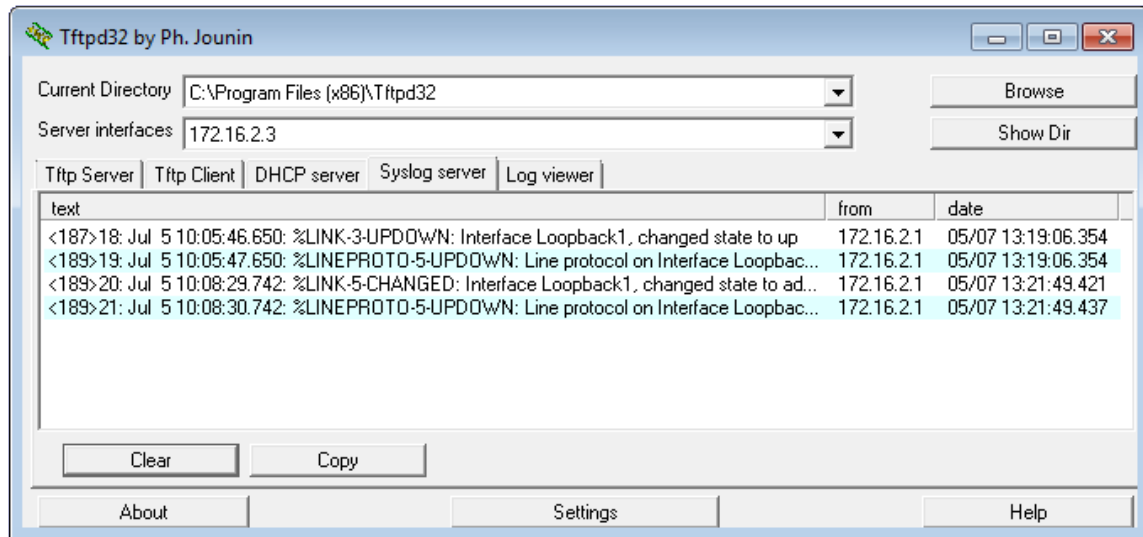 Tftpd32 by Ph. Jounin
Current Directory C:\Program Files (x86)\Tftpd32 Browse
Server interfaces 172.16.2.3 Show Dir
Tftp Server Tftp Client DHCP server Syslog server Log viewer
text from date
<187>18: Jul 5 10:05:46.650: %LINK-3-UPDOWN: Interface Loopback1, changed state to up 172.16.2.1 05/07 13:19:06.354
<189>19: Jul 5 10:05:47.650: %LINEPROTO-5-UPDOWN: Line protocol on Interface Loopbac... 172.16.2.1 05/07 13:19:06.354
<189>20: Jul 5 10:08:29.742: %LINK-5-CHANGED: Interface Loopback1, changed state to ad... 172.16.2.1 05/07 13:21:49.421
<189>21: Jul 5 10:08:30.742: %LINEPROTO-5-UPDOWN: Line protocol on Interface Loopbac... 172.16.2.1 05/07 13:21:49.437
Clear Copy
About Settings Help